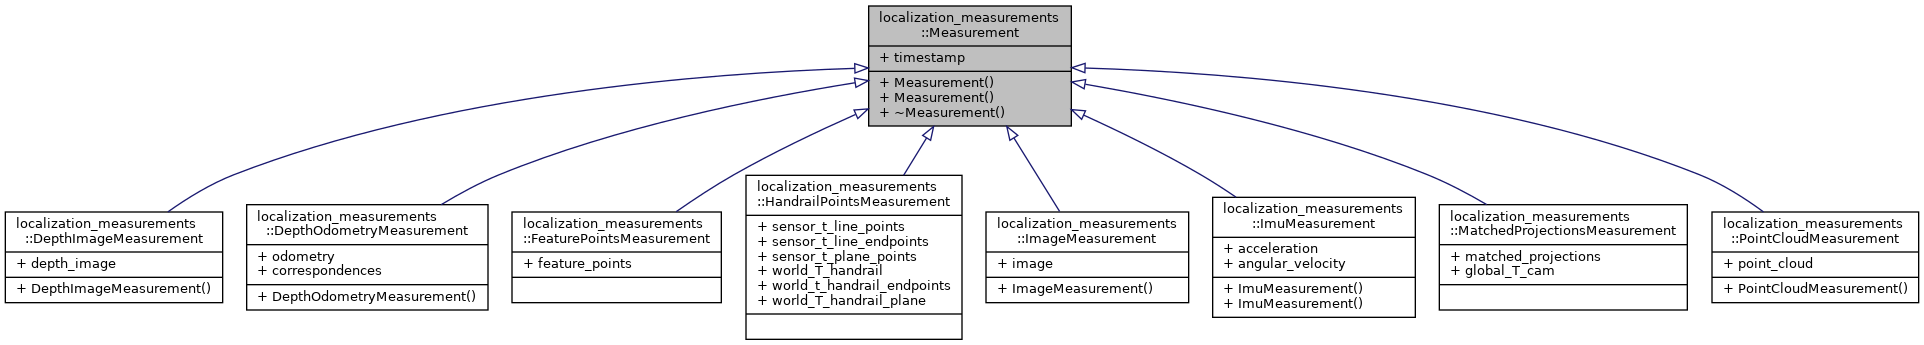 localization_measurements
::Measurement
+ timestamp
+ Measurement()
+ Measurement()
+ ~Measurement()
localization_measurements
::DepthImageMeasurement
+ depth_image
+ DepthImageMeasurement()
localization_measurements
::DepthOdometryMeasurement
+ odometry
+ correspondences
+ DepthOdometryMeasurement()
localization_measurements
::FeaturePointsMeasurement
+ feature_points
localization_measurements
::HandrailPointsMeasurement
+ sensor_t_line_points
+ sensor_t_line_endpoints
+ sensor_t_plane_points
+ world_T_handrail
+ world_t_handrail_endpoints
+ world_T_handrail_plane
localization_measurements
::ImageMeasurement
+ image
+ ImageMeasurement()
localization_measurements
::ImuMeasurement
+ acceleration
+ angular_velocity
+ ImuMeasurement()
+ ImuMeasurement()
localization_measurements
::MatchedProjectionsMeasurement
+ matched_projections
+ global_T_cam
localization_measurements
::PointCloudMeasurement
+ point_cloud
+ PointCloudMeasurement()